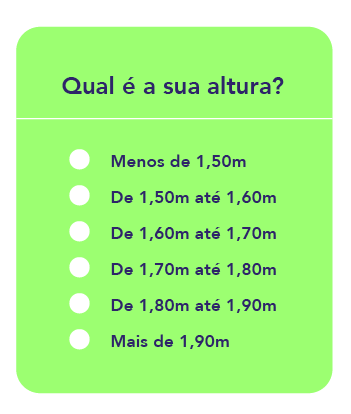 Qual é a sua altura?
Menos de 1,50m
De 1,50m até 1,60m
De 1,60m até 1,70m
De 1,70m até 1,80m
De 1,80m até 1,90m
Mais de 1,90m